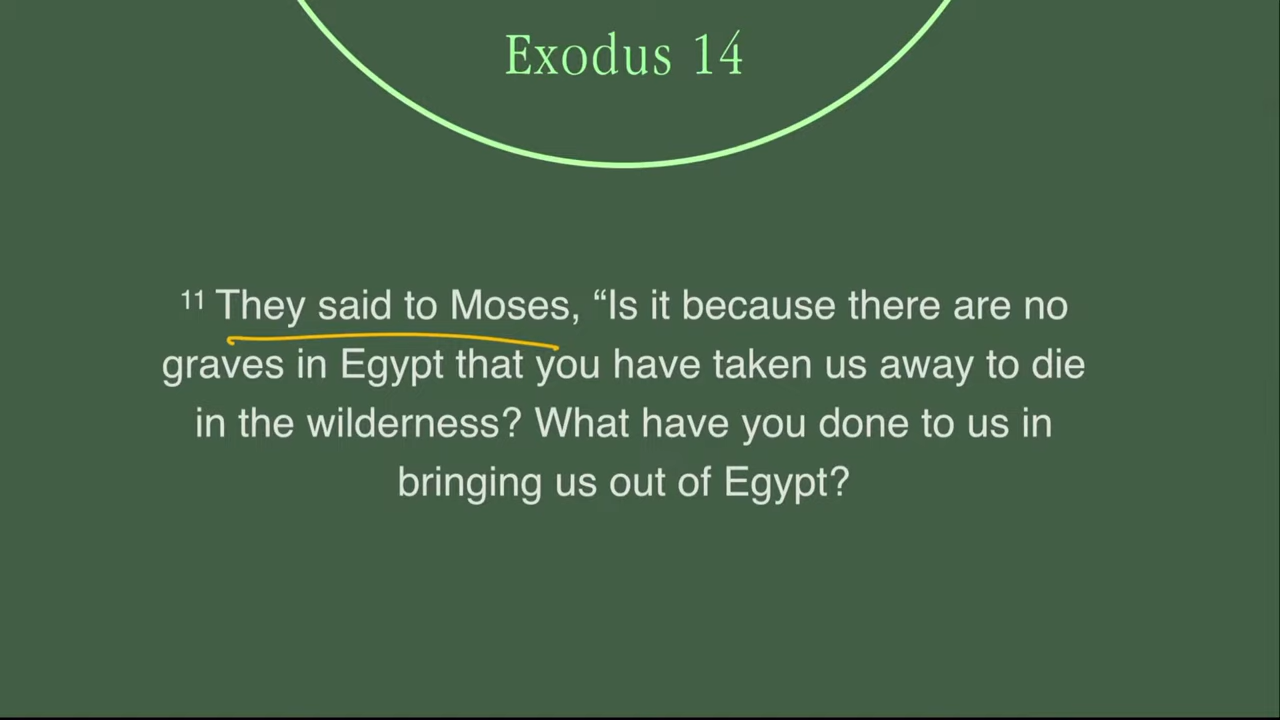 Exodus 14
11 They said to Moses, “Is it because there are no
graves in Egypt that you have taken us away to die
in the wilderness? What have you done to us in
bringing us out of Egypt?